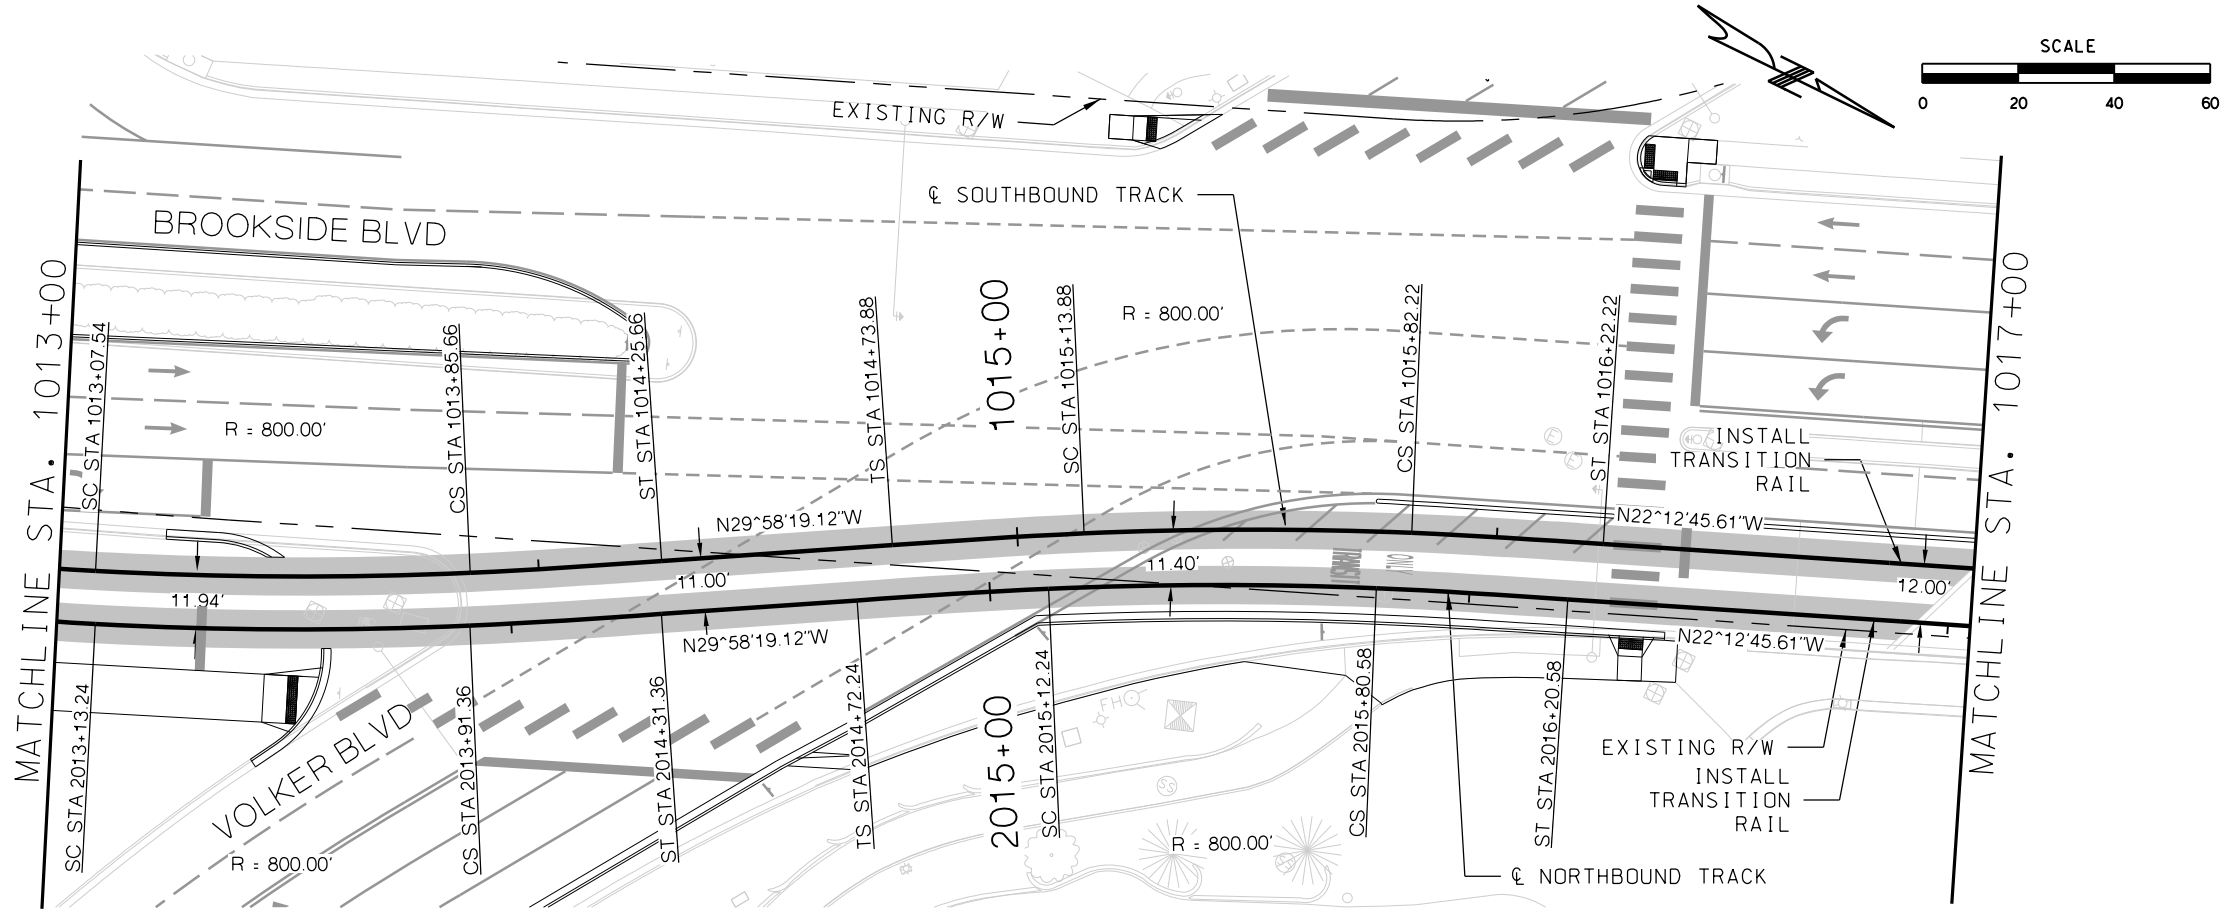 SCALE
0 20 40 60
EXISTING R/W
℄ SOUTHBOUND TRACK
BROOKSIDE BLVD
MATCHLINE STA. 1013+00
SC STA 1013+07.54
CS STA 1013+85.66
ST STA 1014+25.66
TS STA 1014+73.88
1015+00
SC STA 1015+13.88
R = 800.00'
CS STA 1015+82.22
ST STA 1016+22.22
MATCHLINE STA. 1017+00
R = 800.00'
E
E
INSTALL
TRANSITION
RAIL
N29^58'19.12"W
N22^12'45.61"W
11.94'
11.00'
11.40'
TRANSIT
ONLY
12.00'
N29^58'19.12"W
N22^12'45.61"W
SC STA 2013+13.24
CS STA 2013+91.36
ST STA 2014+31.36
TS STA 2014+72.24
2015+00
SC STA 2015+12.24
CS STA 2015+80.58
ST STA 2016+20.58
FH
SS
VOLKER BLVD
EXISTING R/W
INSTALL
TRANSITION
RAIL
R = 800.00'
R = 800.00'
℄ NORTHBOUND TRACK